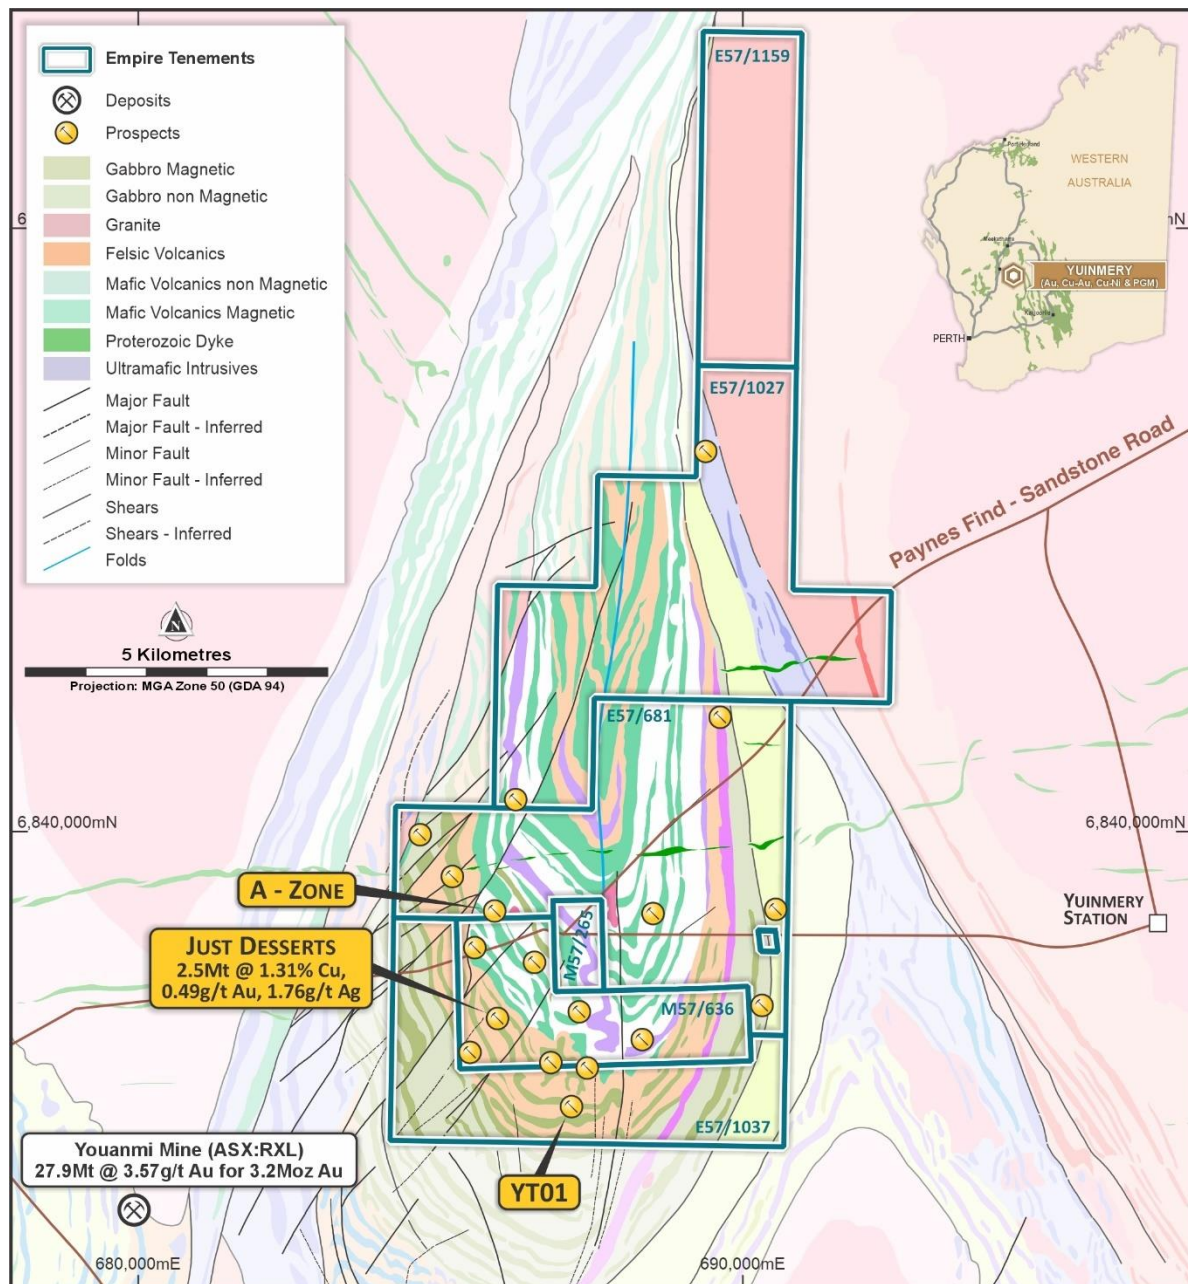 Empire Tenements
Deposits
Prospects
Gabbro Magnetic
Gabbro non Magnetic
Granite
Felsic Volcanics
Mafic Volcanics non Magnetic
Mafic Volcanics Magnetic
Proterozoic Dyke
Ultramafic Intrusives
Major Fault
Major Fault - Inferred
Minor Fault
Minor Fault - Inferred
Shears
Shears - Inferred
Folds
N
5 Kilometres
Projection: MGA Zone 50 (GDA 94)
E57/1159
E57/1027
WESTERN
AUSTRALIA
YUINMERY
(Au, Cu-Au, Cu-Ni & PGM)
PERTH
Paynes Find - Sandstone Road
E57/681
6,840,000mN
6,840,000mN
A - ZONE
JUST DESSERTS
2.5Mt @ 1.31% Cu,
0.49g/t Au, 1.76g/t Ag
M57/265
M57/636
YUINMERY
STATION
E57/1037
Youanmi Mine (ASX:RXL)
27.9Mt @ 3.57g/t Au for 3.2Moz Au
YT01
680,000mE
690,000mE